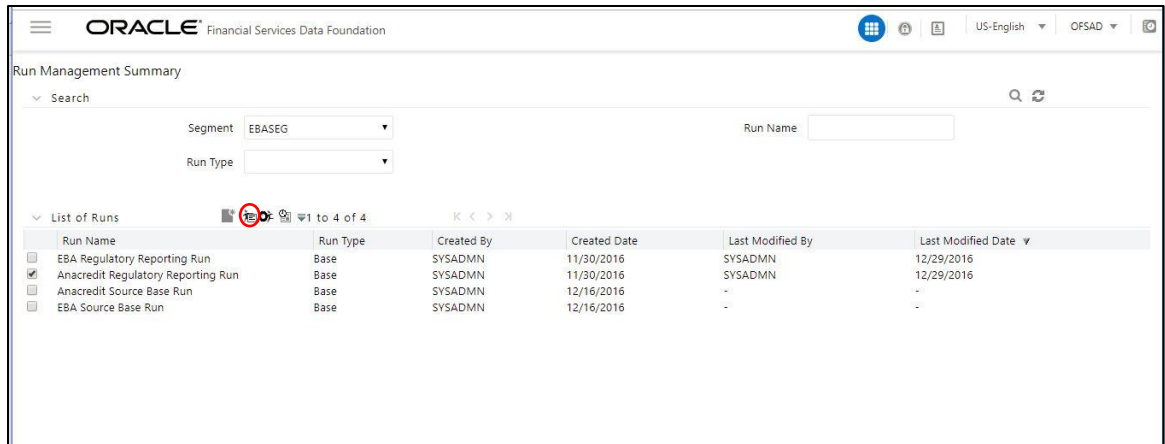 ORACLE Financial Services Data Foundation US-English OFSAD
Run Management Summary
Search
Segment EBASEG Run Name
Run Type
List of Runs 1 to 4 of 4
Run Name Run Type Created By Created Date Last Modified By Last Modified Date
EBA Regulatory Reporting Run Base SYSADMN 11/30/2016 SYSADMN 12/29/2016
Anacredit Regulatory Reporting Run Base SYSADMN 11/30/2016 SYSADMN 12/29/2016
Anacredit Source Base Run Base SYSADMN 12/16/2016 - -
EBA Source Base Run Base SYSADMN 12/16/2016 - -